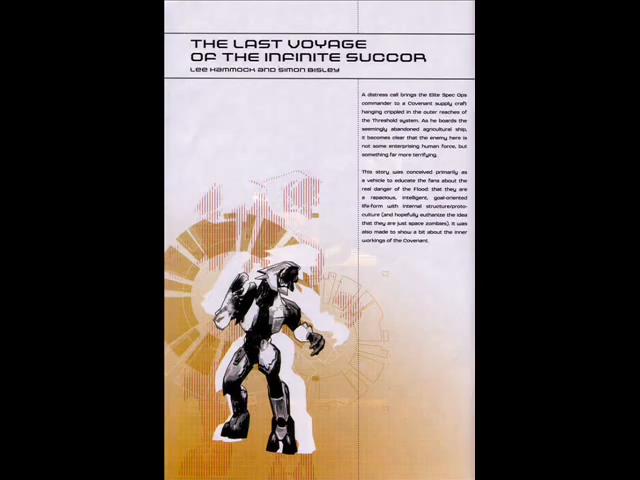 THE LAST VOYAGE
OF THE INFINITE SUCCOR
LEE HAMMOCK AND SIMON BISLEY
A distress call brings the Elite Spec Ops
commander to a Covenant supply craft
hanging crippled in the outer reaches of
the Threshold system. As he boards the
seemingly abandoned agricultural ship,
it becomes clear that the enemy here is
not some enterprising human force, but
something far more terrifying.
This story was conceived primarily as
a vehicle to educate the fans about the
real danger of the Flood: that they are
a rapacious, intelligent, goal-oriented
life-form with internal structure/proto-
culture (and hopefully euthanize the idea
that they are just space zombies). It was
also made to show a bit about the inner
workings of the Covenant.